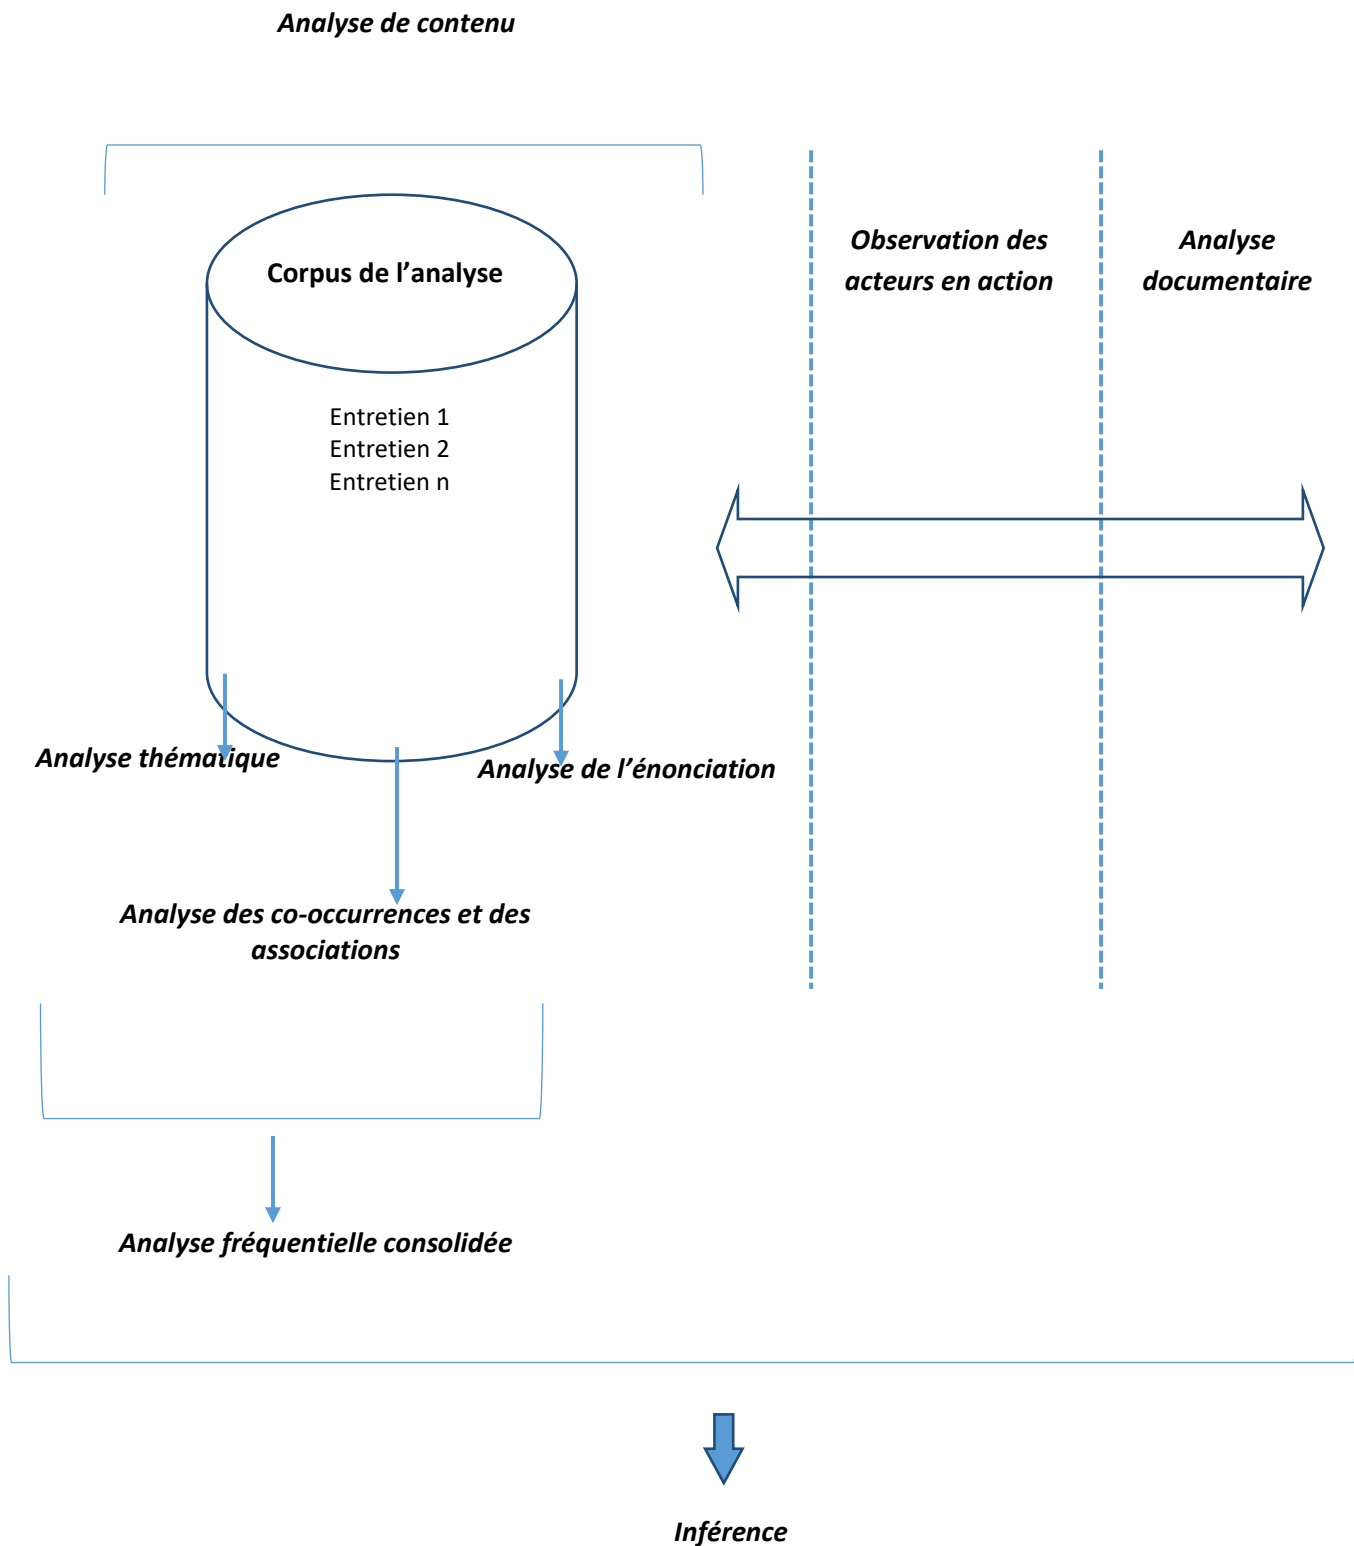 Analyse de contenu
Corpus de l’analyse
Entretien 1
Entretien 2
Entretien n
Observation des
acteurs en action
Analyse
documentaire
Analyse thématique
Analyse de l’énonciation
Analyse des co-occurrences et des
associations
Analyse fréquentielle consolidée
Inférence